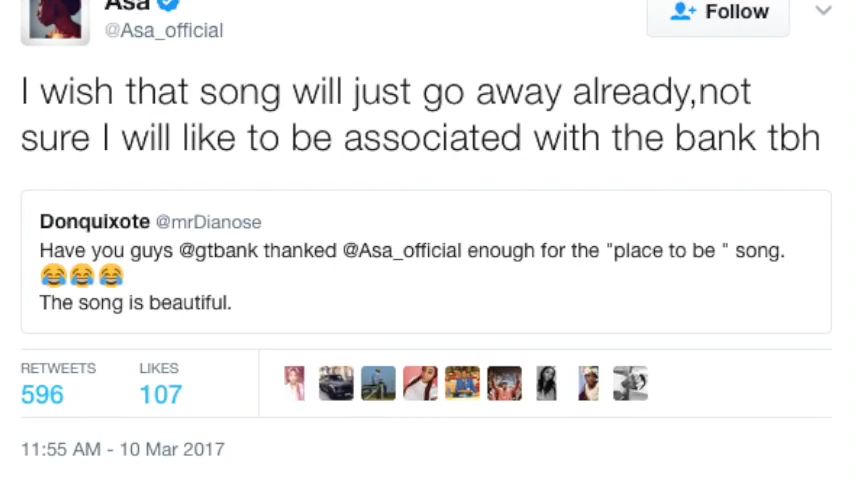 Asa
@Asa_official
Follow
I wish that song will just go away already,not
sure I will like to be associated with the bank tbh
Donquixote @mrDianose
Have you guys @gtbank thanked @Asa_official enough for the "place to be " song.
😂😂😂
The song is beautiful.
RETWEETS LIKES
596 107
11:55 AM - 10 Mar 2017